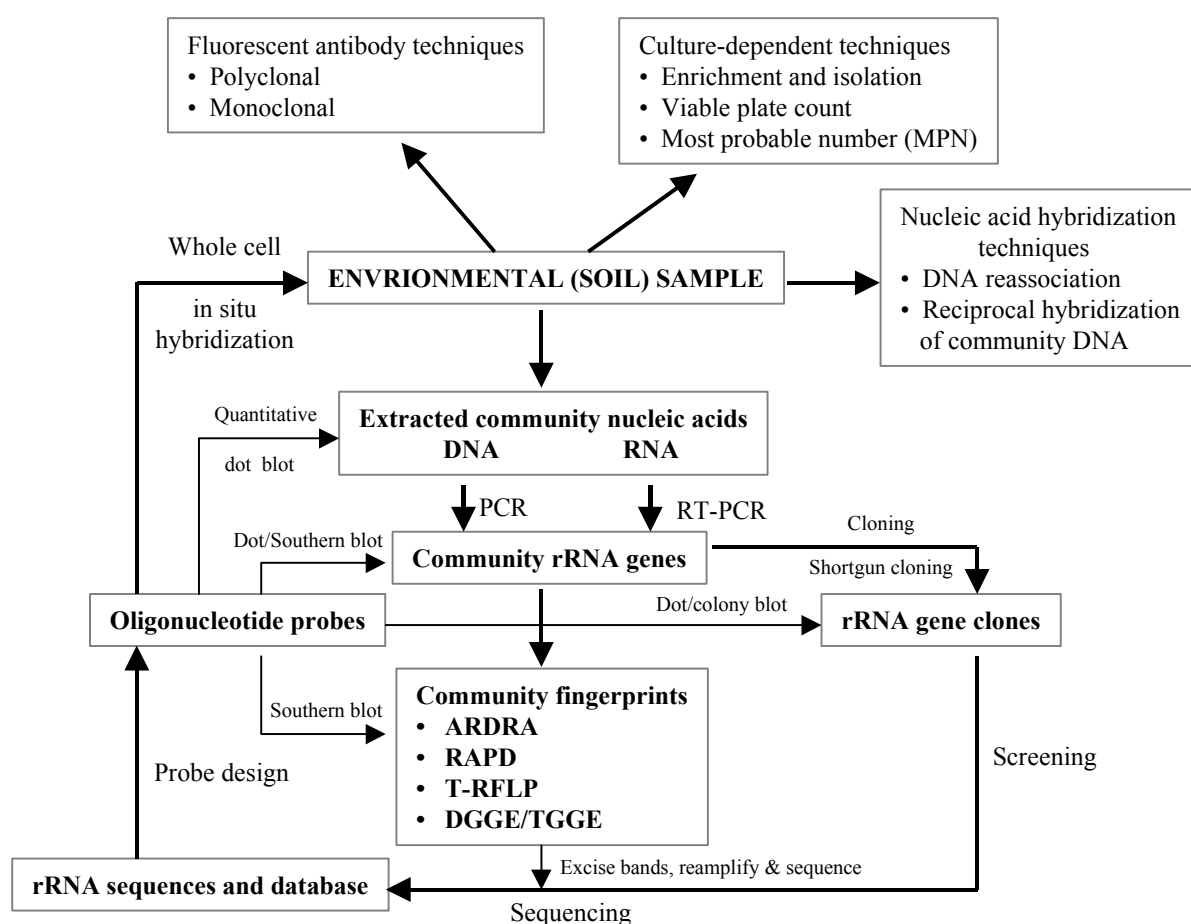 Fluorescent antibody techniques
• Polyclonal
• Monoclonal
Culture-dependent techniques
• Enrichment and isolation
• Viable plate count
• Most probable number (MPN)
Nucleic acid hybridization
techniques
• DNA reassociation
• Reciprocal hybridization
of community DNA
Whole cell
in situ
hybridization
ENVRIONMENTAL (SOIL) SAMPLE
Quantitative
dot blot
Extracted community nucleic acids
DNA RNA
PCR
RT-PCR
Dot/Southern blot
Community rRNA genes
Cloning
Shortgun cloning
Oligonucleotide probes
Dot/colony blot
rRNA gene clones
Southern blot
Community fingerprints
• ARDRA
• RAPD
• T-RFLP
• DGGE/TGGE
Probe design
Screening
Excise bands, reamplify & sequence
rRNA sequences and database
Sequencing